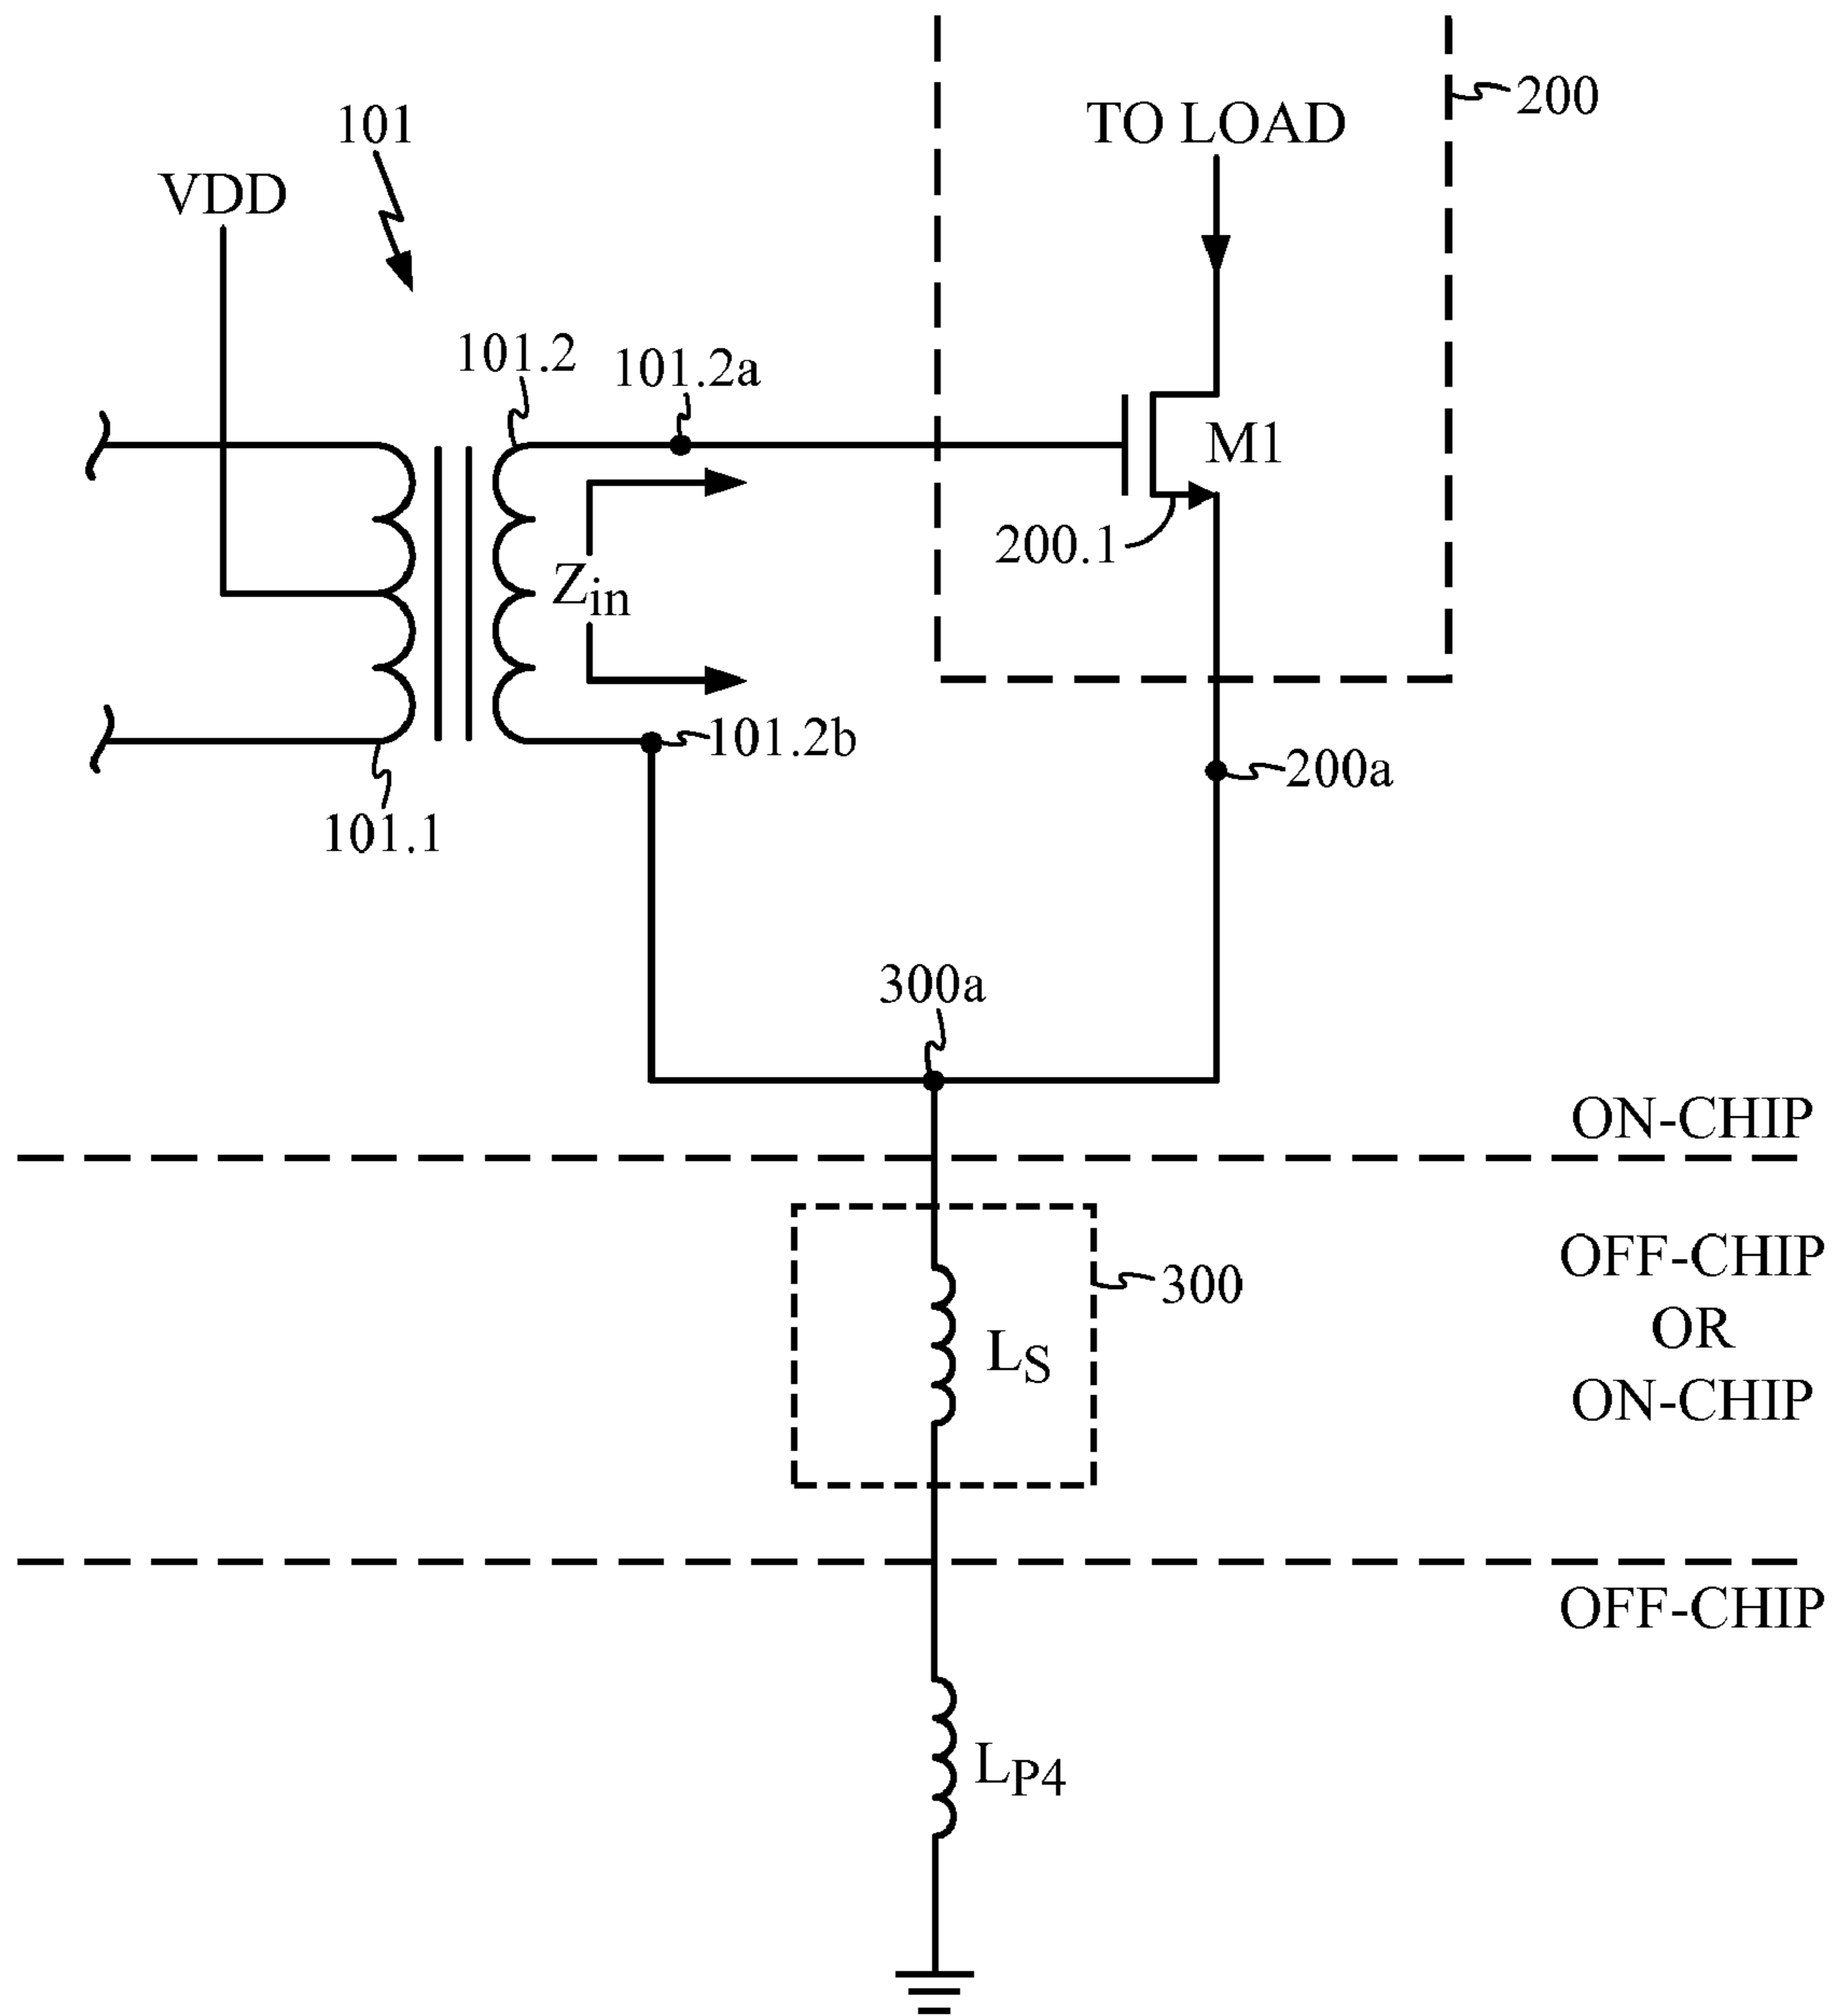 200
TO LOAD
101
VDD
101.2
101.2a
M1
200.1
Zin
101.2b
200a
101.1
300a
ON-CHIP
OFF-CHIP
OR
ON-CHIP
300
LS
OFF-CHIP
LP4